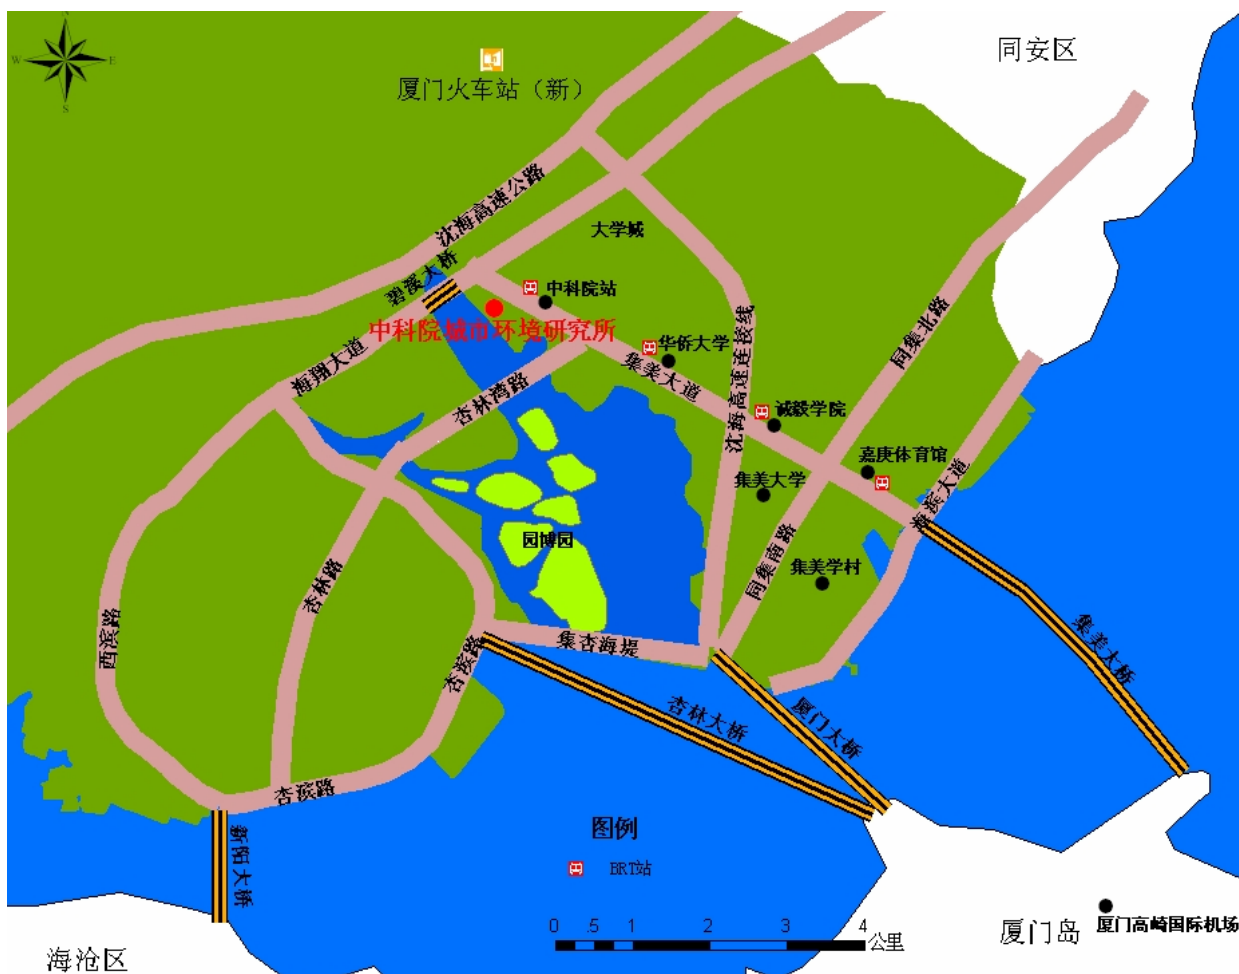 N
W
E
S
同安区
厦门火车站（新）
沈海高速公路
大学城
碧溪大桥
中科院站
中科院城市环境研究所
华侨大学
同集北路
海翔大道
集美大道
沈海高速连接线
杏林湾路
诚毅学院
嘉庚体育馆
集美大学
海滨大道
园博园
同集南路
集美学村
杏林路
西滨路
集杏海堤
集美大桥
杏滨路
杏林大桥
厦门大桥
杏滨路
图例
新阳大桥
BRT站
0 .5 1 2 3 4
公里
厦门高崎国际机场
厦门岛
海沧区